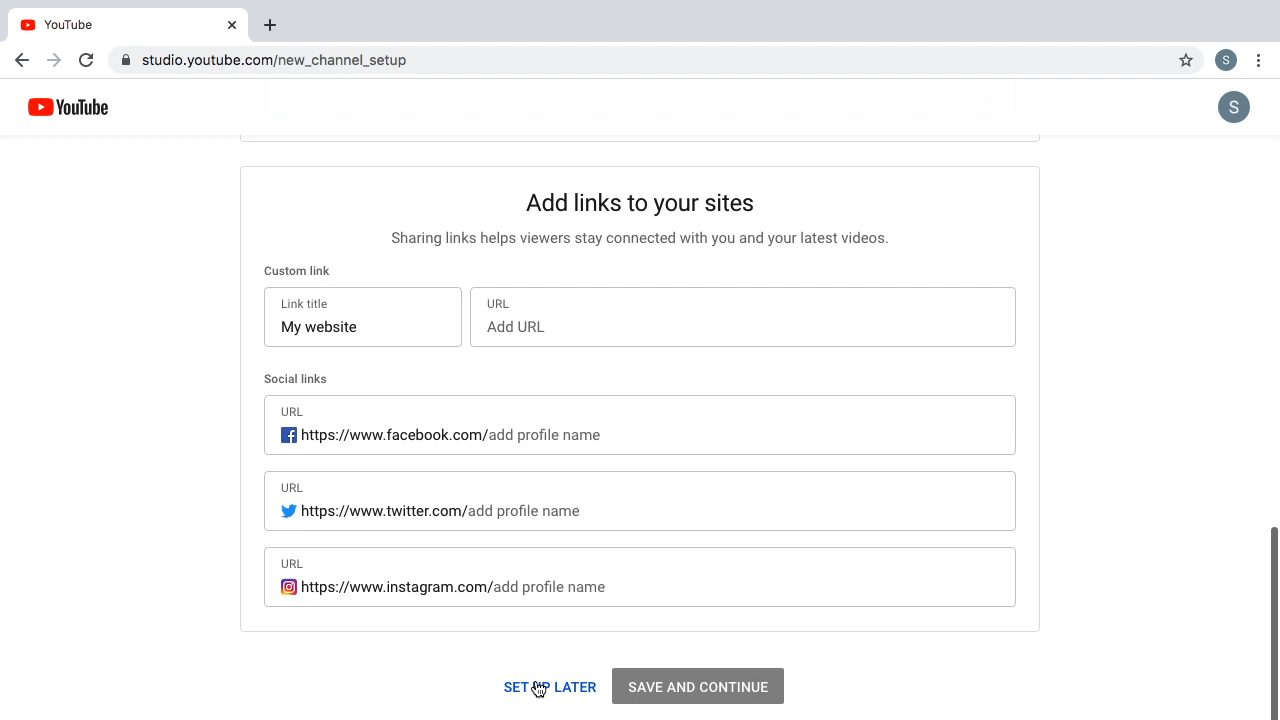 YouTube
studio.youtube.com/new_channel_setup
S
YouTube
S
Add links to your sites
Sharing links helps viewers stay connected with you and your latest videos.
Custom link
Link title
My website
URL
Add URL
Social links
URL
https://www.facebook.com/add profile name
URL
https://www.twitter.com/add profile name
URL
https://www.instagram.com/add profile name
SET UP LATER
SAVE AND CONTINUE